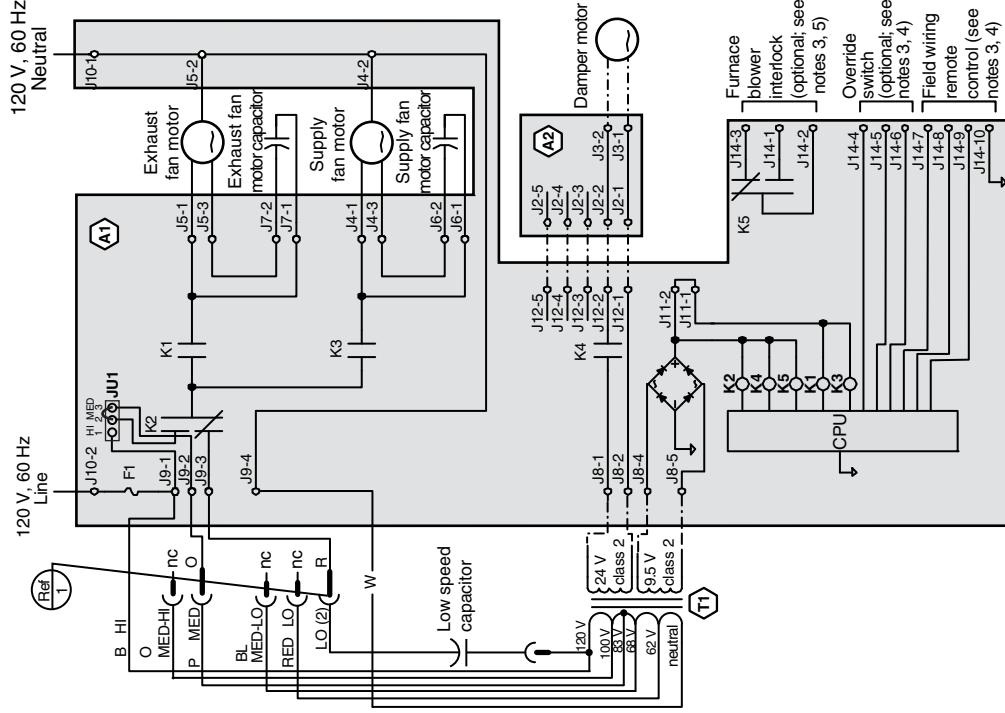 120 V, 60 Hz
Neutral
J10-1
J5-2
J4-2
Exhaust
fan motor
Exhaust fan
motor capacitor
Supply
fan motor
Supply fan
motor capacitor
Damper motor
Furnace
blower
interlock
(optional; see
notes 3, 5)
Override
switch
(optional; see
notes 3, 4)
Field wiring
remote
control (see
notes 3, 4)
A1
J5-1
J5-3
J7-2
J7-1
J4-1
J4-3
J6-2
J6-1
A2
J2-5
J2-4
J2-3
J2-2
J2-1
J3-2
J3-1
J14-3
J14-1
J14-2
J14-4
J14-5
J14-6
J14-7
J14-8
J14-9
J14-10
K5
K1
K3
J12-5
J12-4
J12-3
J12-2
J12-1
K4
J11-2
J11-1
HI MED
1 2 3
JU1
K2
K2
K4
K5
K1
K3
CPU
120 V, 60 Hz
Line
J10-2
F1
J9-1
J9-2
J9-3
J9-4
J8-1
J8-2
J8-4
J8-5
Ref
1
nc
O
nc
nc
R
W
B HI
O
MED-HI
P MED
BL
MED-LO
RED LO
LO (2)
Low speed
capacitor
24 V
class 2
9.5 V
class 2
T1
120 V
100 V
83 V
68 V
62 V
neutral